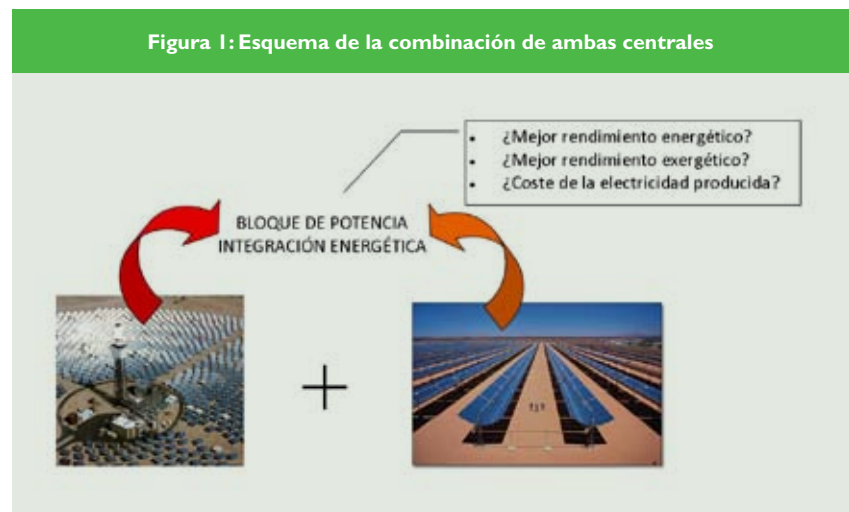 Figura 1: Esquema de la combinación de ambas centrales
• ¿Mejor rendimiento energético?
• ¿Mejor rendimiento exergético?
• ¿Coste de la electricidad producida?
BLOQUE DE POTENCIA
INTEGRACIÓN ENERGÉTICA
+